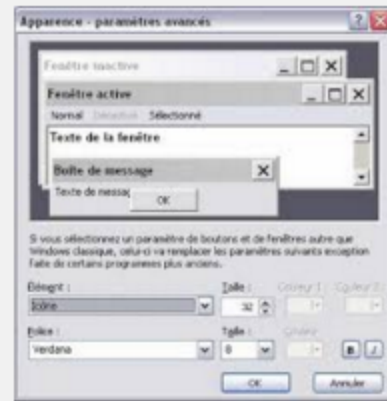 Apparence - paramètres avancés
Fenêtre inactive
Fenêtre active
Normal Désactivé Sélectionné
Texte de la fenêtre
Boîte de message
Texte de message
OK
Si vous sélectionnez un paramètre de boutons et de fenêtres autre que
Windows classique, celui-ci va remplacer les paramètres suivants exception
faite de certains programmes plus anciens.
Élément : Taille : Couleur 1 : Couleur 2 :
Icône 32
Police : Taille : Couleur :
Verdana 8 B I
OK Annuler